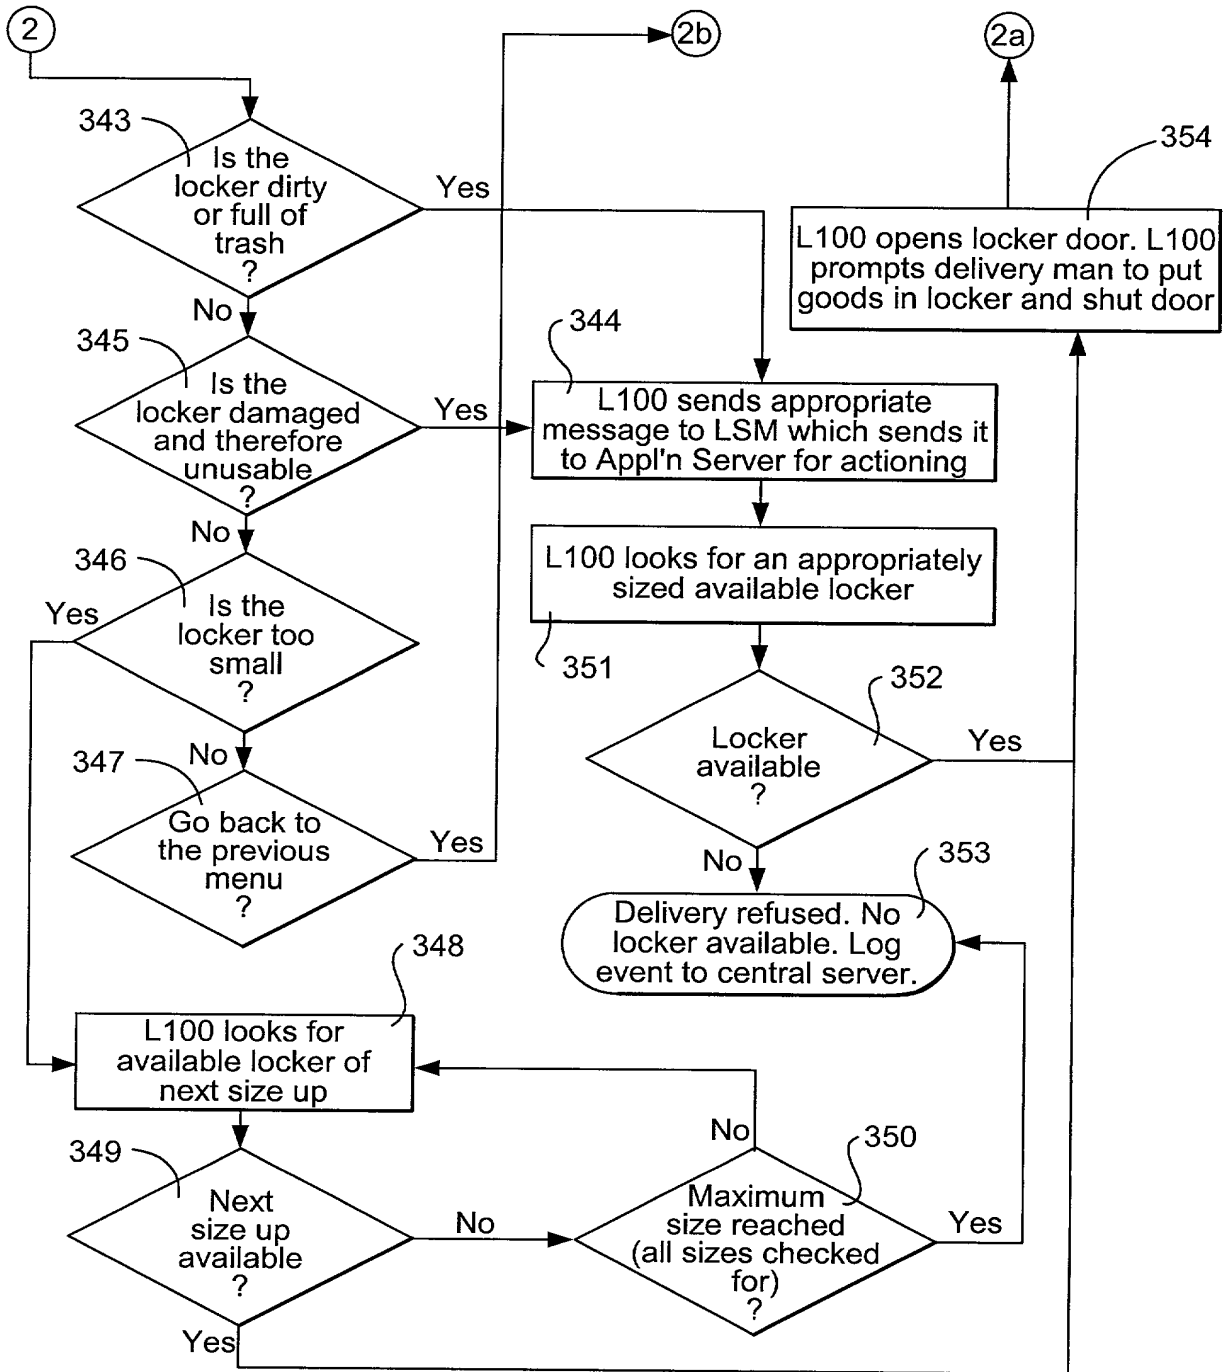 2
2b
2a
343
Is the
locker dirty
or full of
trash
?
Yes
No
354
L100 opens locker door. L100
prompts delivery man to put
goods in locker and shut door
345
Is the
locker damaged
and therefore
unusable
?
Yes
No
344
L100 sends appropriate
message to LSM which sends it
to Appl'n Server for actioning
L100 looks for an appropriately
sized available locker
351
346
Yes
Is the
locker too
small
?
No
352
Locker
available
?
Yes
No
347
Go back to
the previous
menu
?
Yes
353
Delivery refused. No
locker available. Log
event to central server.
348
L100 looks for
available locker of
next size up
349
Next
size up
available
?
No
Yes
350
No
Maximum
size reached
(all sizes checked
for)
?
Yes